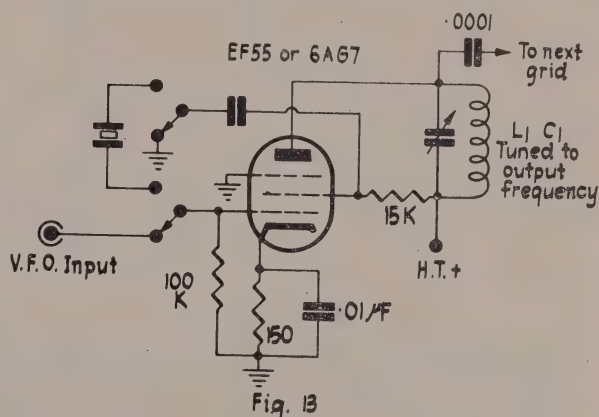 .0001
EF55 or 6AG7
To next
grid
L1 C1
Tuned to
output
frequency
15K
V.F.O. Input
H.T.+
100
K
150
.01µF
Fig. 13